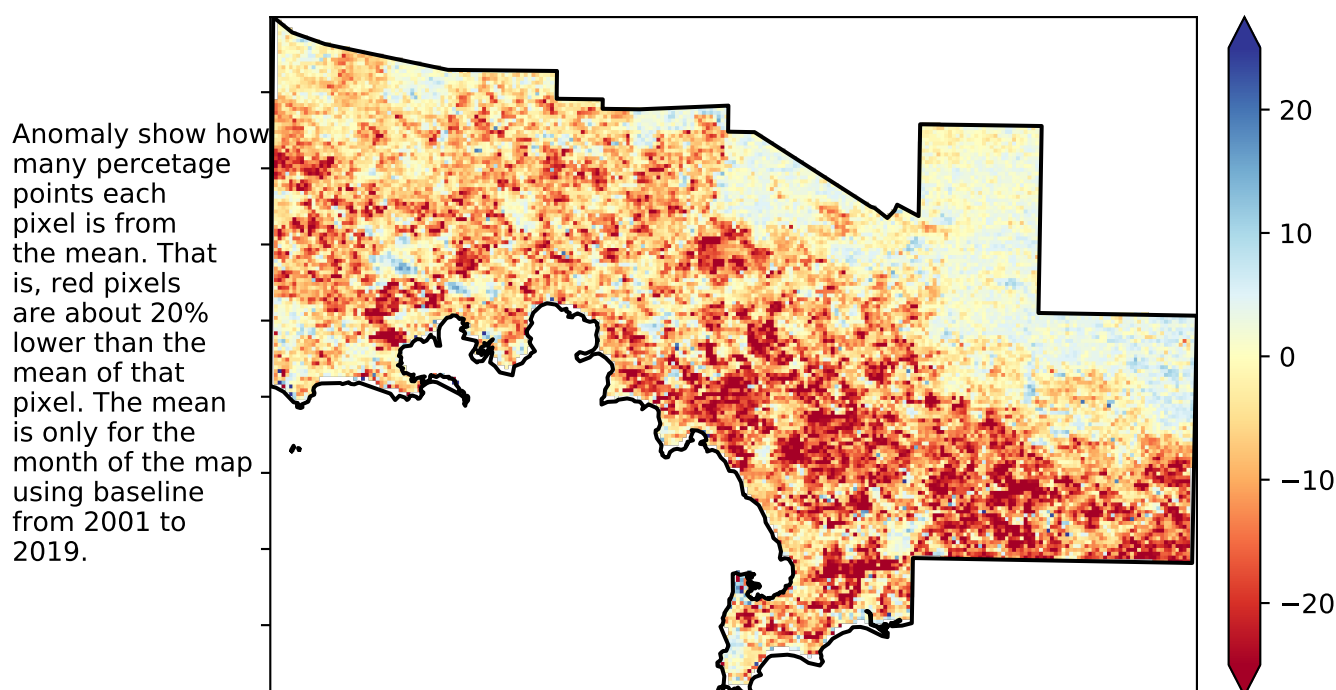 Anomaly show how
many percetage
points each
pixel is from
the mean. That
is, red pixels
are about 20%
lower than the
mean of that
pixel. The mean
is only for the
month of the map
using baseline
from 2001 to
2019.
20
10
0
−10
−20